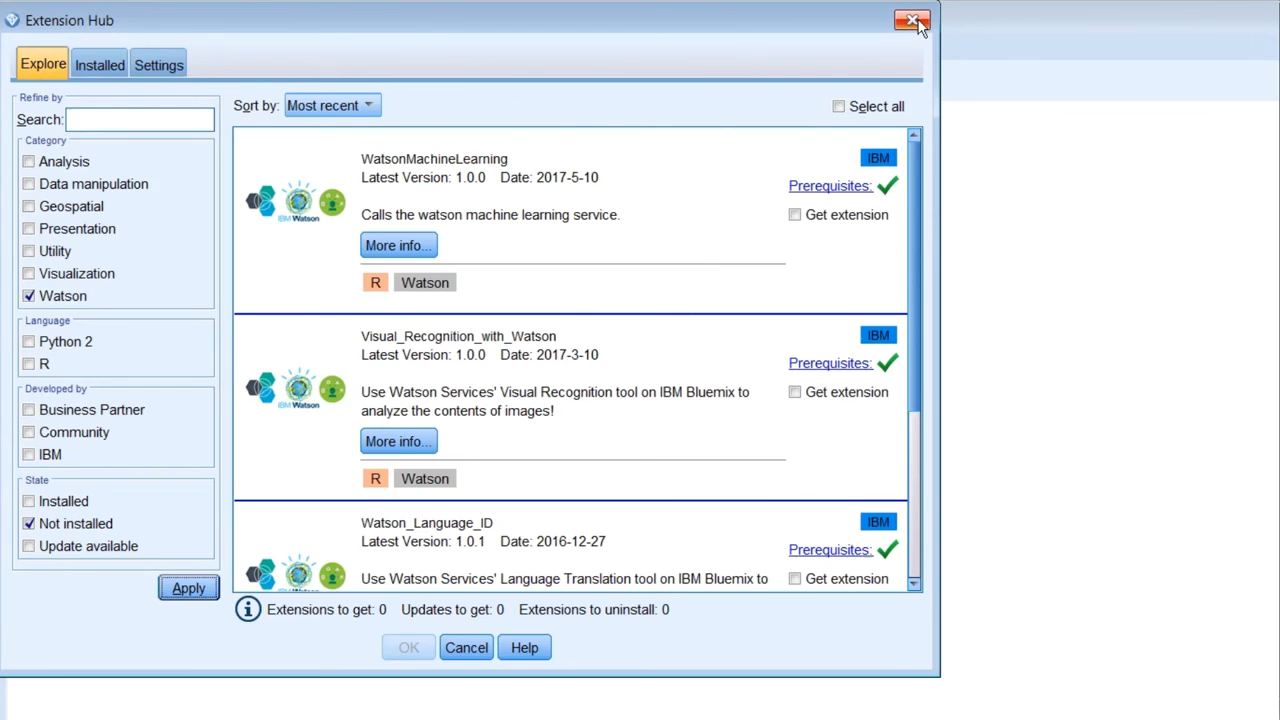 Extension Hub
Explore Installed Settings
Refine by
Search:
Category
Analysis
Data manipulation
Geospatial
Presentation
Utility
Visualization
Watson
Language
Python 2
R
Developed by
Business Partner
Community
IBM
State
Installed
Not installed
Update available
Apply
Sort by: Most recent
Select all
WatsonMachineLearning
Latest Version: 1.0.0 Date: 2017-5-10
IBM
Prerequisites:
Get extension
Calls the watson machine learning service.
IBM Watson
More info...
R Watson
Visual_Recognition_with_Watson
Latest Version: 1.0.0 Date: 2017-3-10
IBM
Prerequisites:
Get extension
Use Watson Services' Visual Recognition tool on IBM Bluemix to
analyze the contents of images!
IBM Watson
More info...
R Watson
Watson_Language_ID
Latest Version: 1.0.1 Date: 2016-12-27
IBM
Prerequisites:
Get extension
Use Watson Services' Language Translation tool on IBM Bluemix to
Extensions to get: 0 Updates to get: 0 Extensions to uninstall: 0
OK Cancel Help